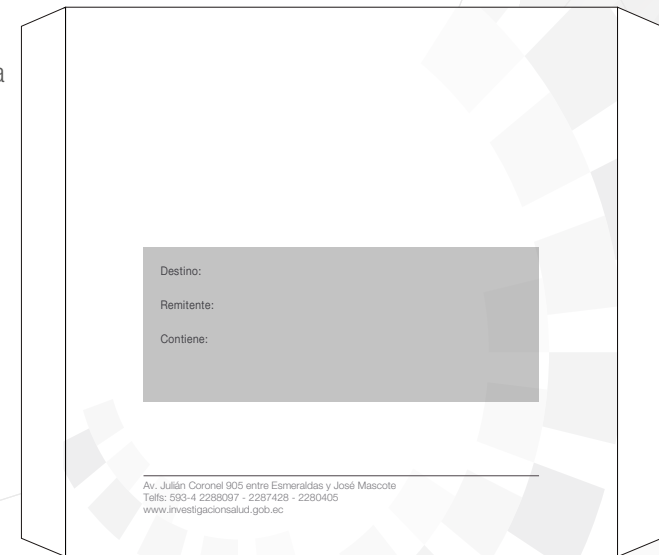 a
Destino:
Remitente:
Contiene:
Av. Julián Coronel 905 entre Esmeraldas y José Mascote
Telfs: 593-4 2288097 - 2287428 - 2280405
www.investigacionsalud.gob.ec